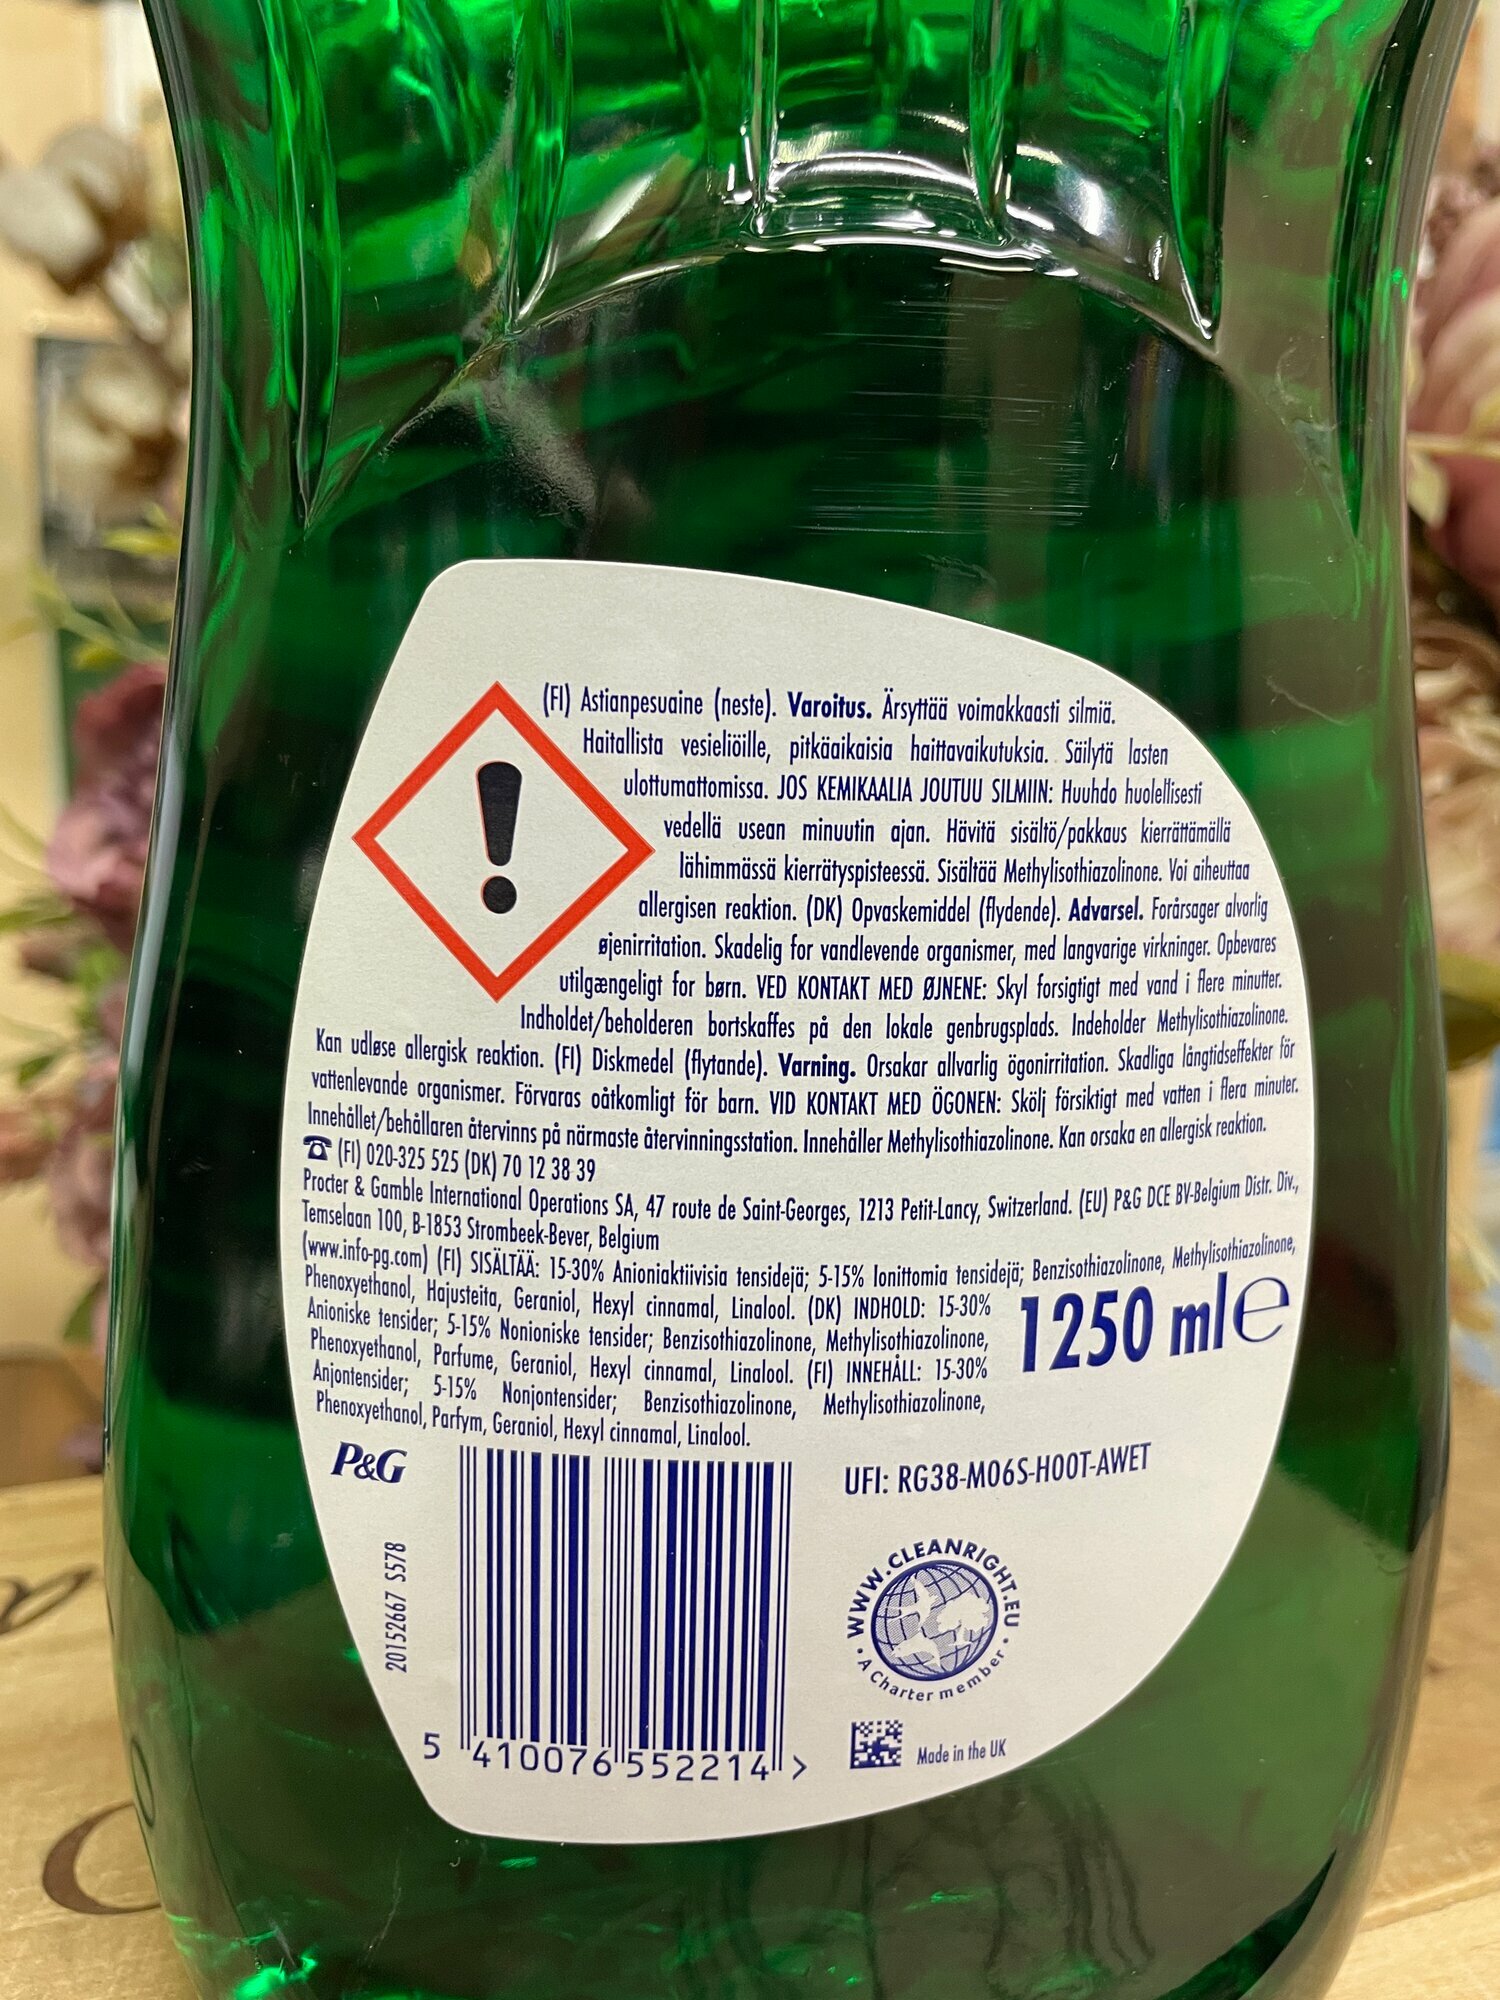 (FI) Astianpesuaine (neste). Varoitus. Ärsyttää voimakkaasti silmiä.
Haitallista vesieliöille, pitkäaikaisia haittavaikutuksia. Säilytä lasten
ulottumattomissa. JOS KEMIKAALIA JOUTUU SILMIIN: Huuhdo huolellisesti
vedellä usean minuutin ajan. Hävitä sisältö/pakkaus kierrättämällä
lähimmässä kierrätyspisteessä. Sisältää Methylisothiazolinone. Voi aiheuttaa
allergisen reaktion. (DK) Opvaskemiddel (flydende). Advarsel. Forårsager alvorlig
øjenirritation. Skadelig for vandlevende organismer, med langvarige virkninger. Opbevares
utilgængeligt for børn. VED KONTAKT MED ØJNENE: Skyl forsigtigt med vand i flere minutter.
Indholdet/beholderen bortskaffes på den lokale genbrugsplads. Indeholder Methylisothiazolinone.
Kan udløse allergisk reaktion. (FI) Diskmedel (flytande). Varning. Orsakar allvarlig ögonirritation. Skadliga långtidseffekter för
vattenlevande organismer. Förvaras oåtkomligt för barn. VID KONTAKT MED ÖGONEN: Skölj försiktigt med vatten i flera minuter.
Innehållet/behållaren återvinns på närmaste återvinningsstation. Innehåller Methylisothiazolinone. Kan orsaka en allergisk reaktion.
☎ (FI) 020-325 525 (DK) 70 12 38 39
Procter & Gamble International Operations SA, 47 route de Saint-Georges, 1213 Petit-Lancy, Switzerland. (EU) P&G DCE BV-Belgium Distr. Div.,
Temselaan 100, B-1853 Strombeek-Bever, Belgium
(www.info-pg.com) (FI) SISÄLTÄÄ: 15-30% Anioniaktiivisia tensidejä; 5-15% Ionittomia tensidejä; Benzisothiazolinone, Methylisothiazolinone,
Phenoxyethanol, Hajusteita, Geraniol, Hexyl cinnamal, Linalool. (DK) INDHOLD: 15-30%
Anioniske tensider; 5-15% Nonioniske tensider; Benzisothiazolinone, Methylisothiazolinone,
Phenoxyethanol, Parfume, Geraniol, Hexyl cinnamal, Linalool. (FI) INNEHÅLL: 15-30%
Anjontensider; 5-15% Nonjontensider; Benzisothiazolinone, Methylisothiazolinone,
Phenoxyethanol, Parfym, Geraniol, Hexyl cinnamal, Linalool.
1250 ml e
P&G
UFI: RG38-M06S-H00T-AWET
20152667 S578
WWW.CLEANRIGHT.EU
• A Charter member •
5 410076 552214 >
Made in the UK